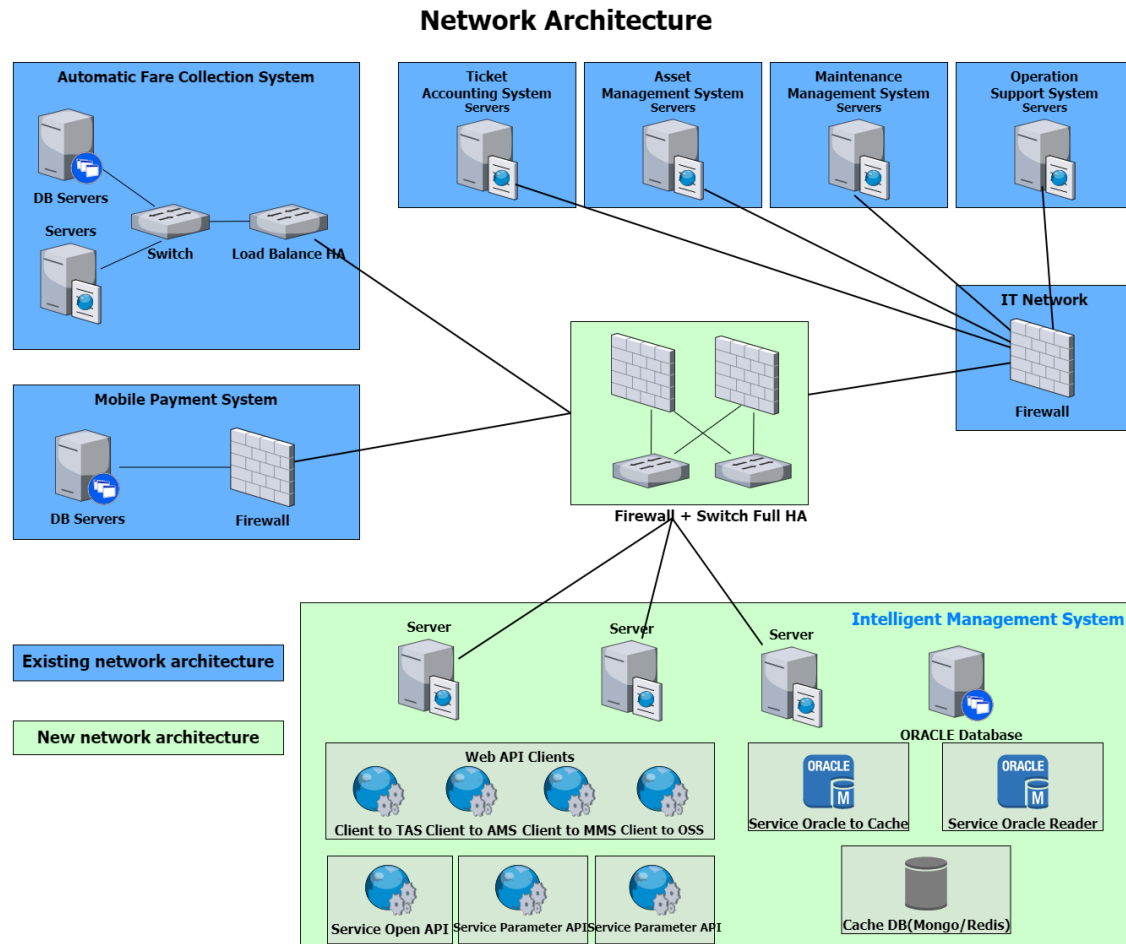 Network Architecture
Automatic Fare Collection System
DB Servers
Servers
Switch
Load Balance HA
Ticket
Accounting System
Servers
Asset
Management System
Servers
Maintenance
Management System
Servers
Operation
Support System
Servers
IT Network
Firewall
Mobile Payment System
DB Servers
Firewall
Firewall + Switch Full HA
Existing network architecture
New network architecture
Intelligent Management System
Server
Server
Server
ORACLE Database
Web API Clients
Client to TAS
Client to AMS
Client to MMS
Client to OSS
ORACLE
M
Service Oracle to Cache
ORACLE
M
Service Oracle Reader
Service Open API
Service Parameter API
Service Parameter API
Cache DB(Mongo/Redis)